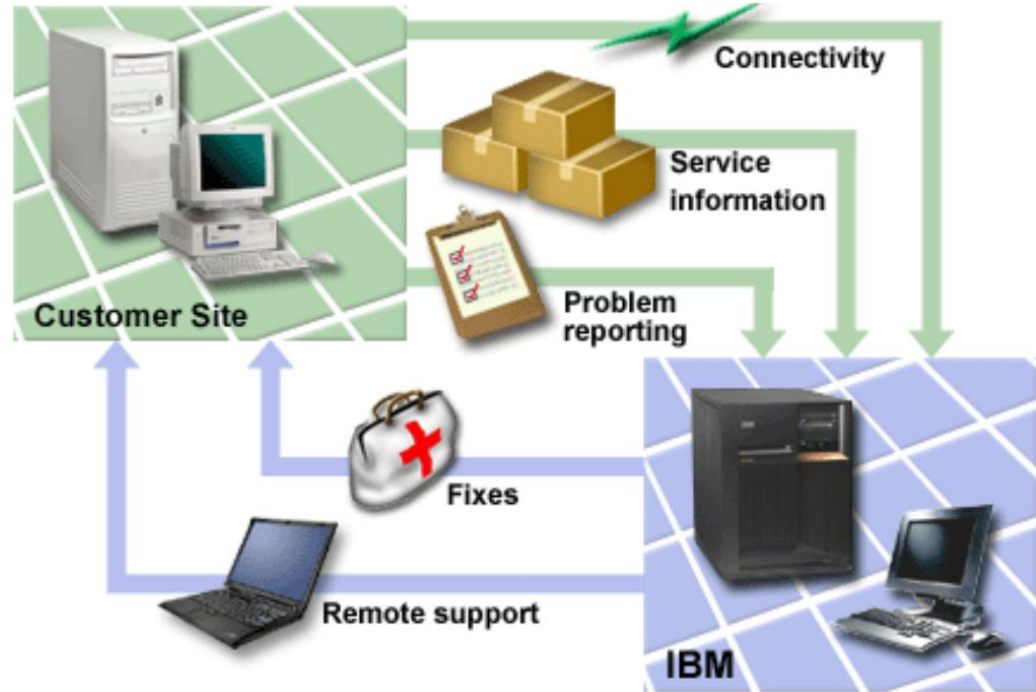 Connectivity
Service
information
Problem
reporting
Customer Site
Fixes
Remote support
IBM